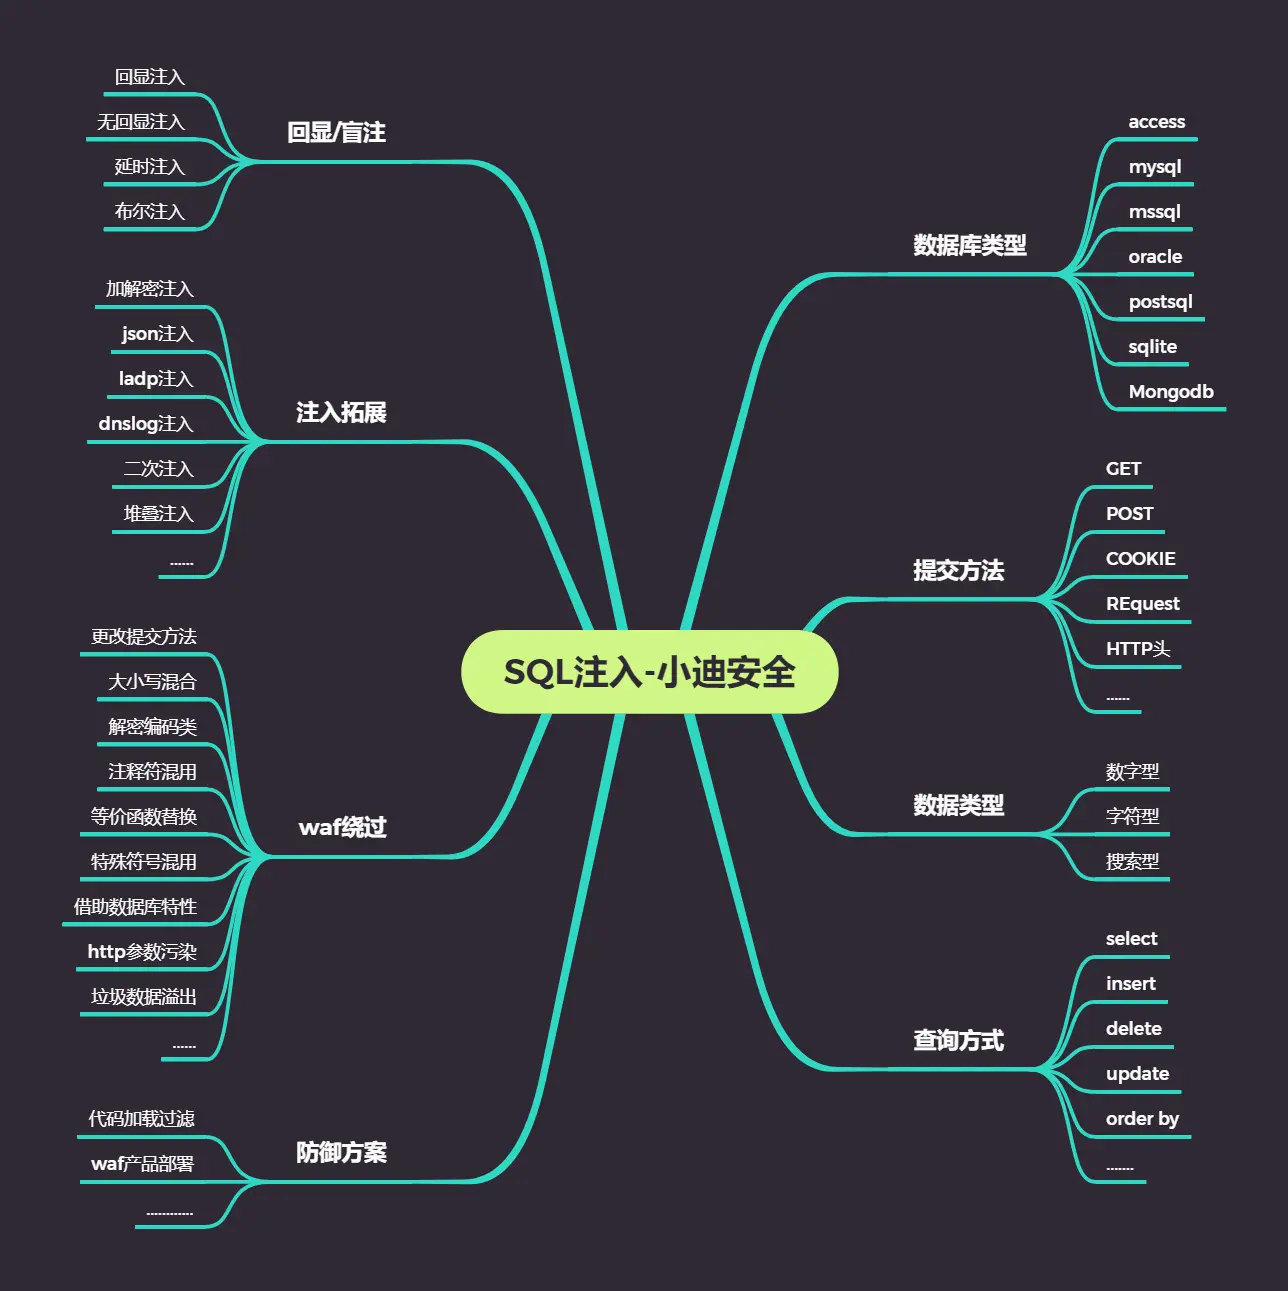 SQL注入-小迪安全
回显/盲注
回显注入
无回显注入
延时注入
布尔注入
注入拓展
加解密注入
json注入
ladp注入
dnslog注入
二次注入
堆叠注入
......
waf绕过
更改提交方法
大小写混合
解密编码类
注释符混用
等价函数替换
特殊符号混用
借助数据库特性
http参数污染
垃圾数据溢出
......
防御方案
代码加载过滤
waf产品部署
............
数据库类型
access
mysql
mssql
oracle
postsql
sqlite
Mongodb
提交方法
GET
POST
COOKIE
REquest
HTTP头
......
数据类型
数字型
字符型
搜索型
查询方式
select
insert
delete
update
order by
.......